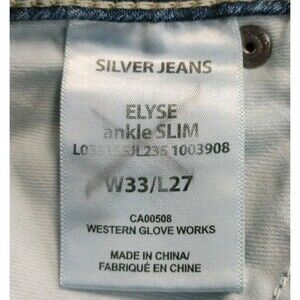 SILVER JEANS
ELYSE
ankle SLIM
1003908
W33/L27
CA00508
WESTERN GLOVE WORKS
MADE IN CHINA/
FABRIQUÉ EN CHINE